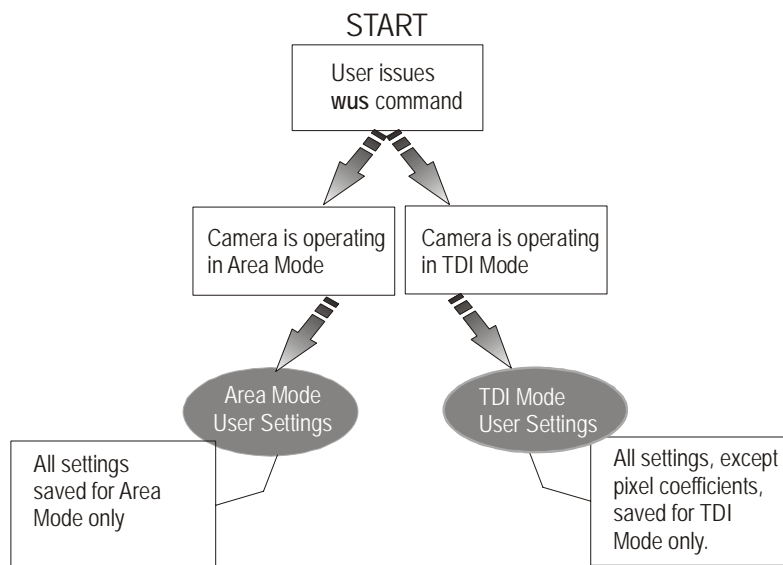 START
User issues
wus command
Camera is operating
in Area Mode
Camera is operating
in TDI Mode
Area Mode
User Settings
TDI Mode
User Settings
All settings
saved for Area
Mode only
All settings, except
pixel coefficients,
saved for TDI
Mode only.